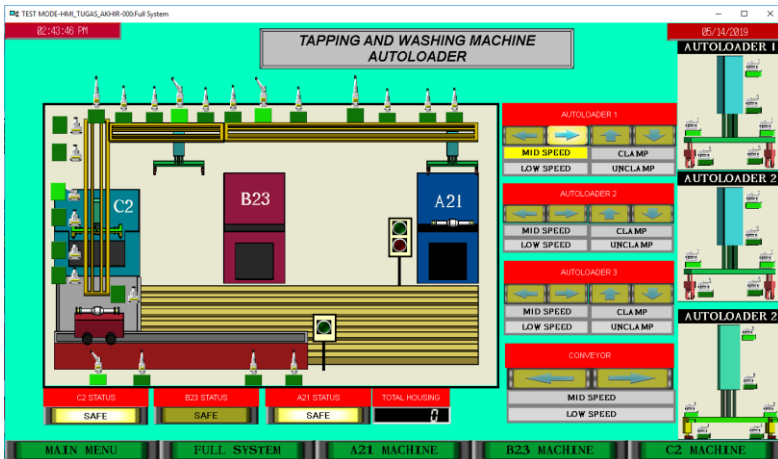 TEST MODE-HMI_TUGAS_AKHIR-000:Full System
02:43:46 PM
TAPPING AND WASHING MACHINE
AUTOLOADER
05/14/2019
AUTOLOADER 1
AUTOLOADER 1
MID SPEED
CLAMP
LOW SPEED
UNCLAMP
C2
B23
A21
AUTOLOADER 2
AUTOLOADER 2
MID SPEED
CLAMP
LOW SPEED
UNCLAMP
AUTOLOADER 3
MID SPEED
CLAMP
LOW SPEED
UNCLAMP
AUTOLOADER 2
CONVEYOR
MID SPEED
LOW SPEED
C2 STATUS
B23 STATUS
A21 STATUS
TOTAL HOUSING
SAFE
SAFE
SAFE
0
MAIN MENU
FULL SYSTEM
A21 MACHINE
B23 MACHINE
C2 MACHINE